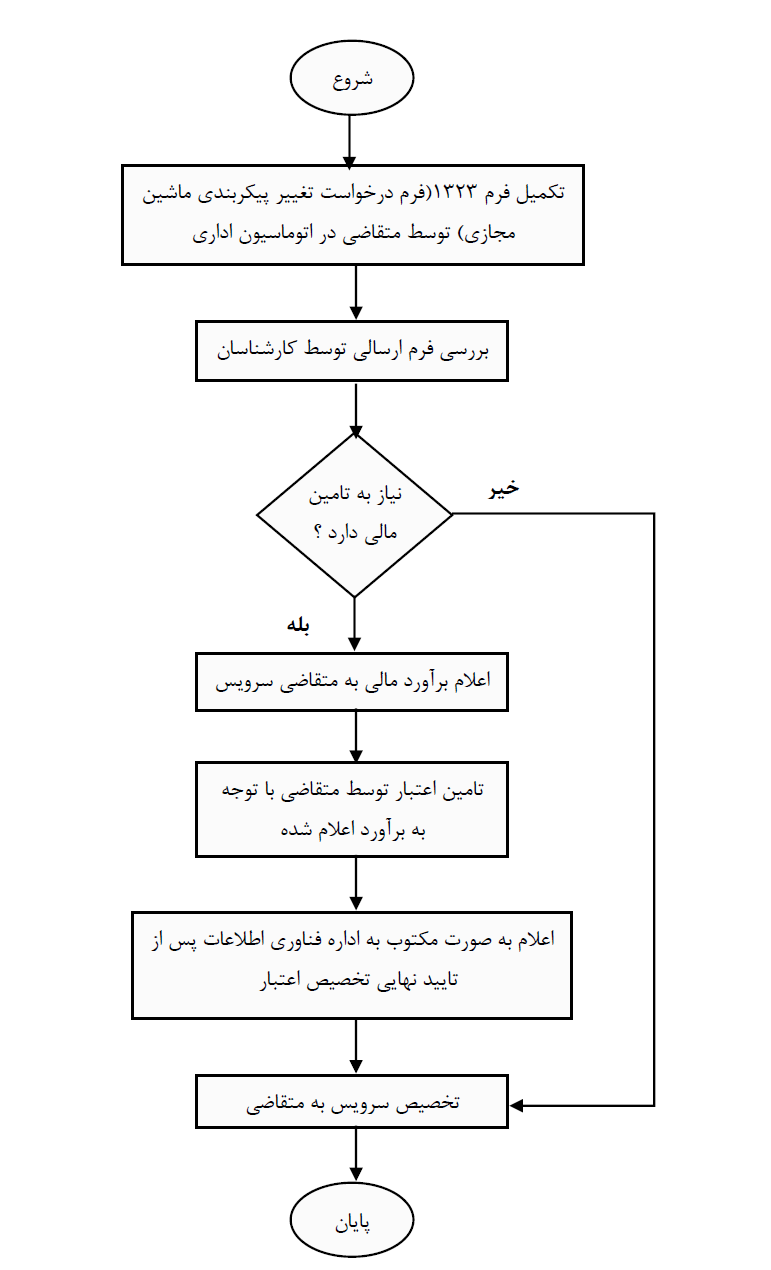 شروع
تکمیل فرم ۱۳۲۳(فرم درخواست تغییر پیکربندی ماشین
مجازی) توسط متقاضی در اتوماسیون اداری
بررسی فرم ارسالی توسط کارشناسان
نیاز به تامین
مالی دارد ؟
خیر
بله
اعلام برآورد مالی به متقاضی سرویس
تامین اعتبار توسط متقاضی با توجه
به برآورد اعلام شده
اعلام به صورت مکتوب به اداره فناوری اطلاعات پس از
تایید نهایی تخصیص اعتبار
تخصیص سرویس به متقاضی
پایان